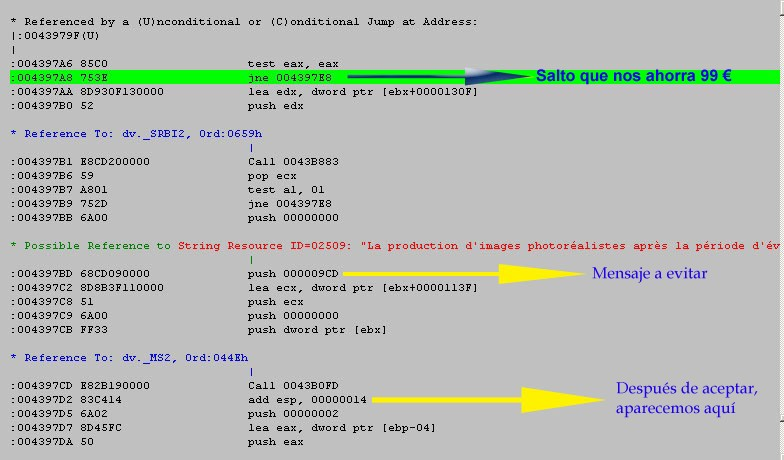 * Referenced by a (U)nconditional or (C)onditional Jump at Address:
|:0043979F(U)
|
:004397A6 85C0 test eax, eax
:004397A8 753E jne 004397E8 Salto que nos ahorra 99 €
:004397AA 8D930F130000 lea edx, dword ptr [ebx+0000130F]
:004397B0 52 push edx
* Reference To: dv._SRBI2, Ord:0659h
|
:004397B1 E8CD200000 Call 0043B883
:004397B6 59 pop ecx
:004397B7 A801 test al, 01
:004397B9 752D jne 004397E8
:004397BB 6A00 push 00000000
* Possible Reference to String Resource ID=02509: "La production d'images photoréalistes après la période d'év
|
:004397BD 68CD090000 push 000009CD Mensaje a evitar
:004397C2 8D8B3F110000 lea ecx, dword ptr [ebx+0000113F]
:004397C8 51 push ecx
:004397C9 6A00 push 00000000
:004397CB FF33 push dword ptr [ebx]
* Reference To: dv._MS2, Ord:044Eh
|
:004397CD E82B190000 Call 0043B0FD
:004397D2 83C414 add esp, 00000014 Después de aceptar,
aparecemos aquí
:004397D5 6A02 push 00000002
:004397D7 8D45FC lea eax, dword ptr [ebp-04]
:004397DA 50 push eax